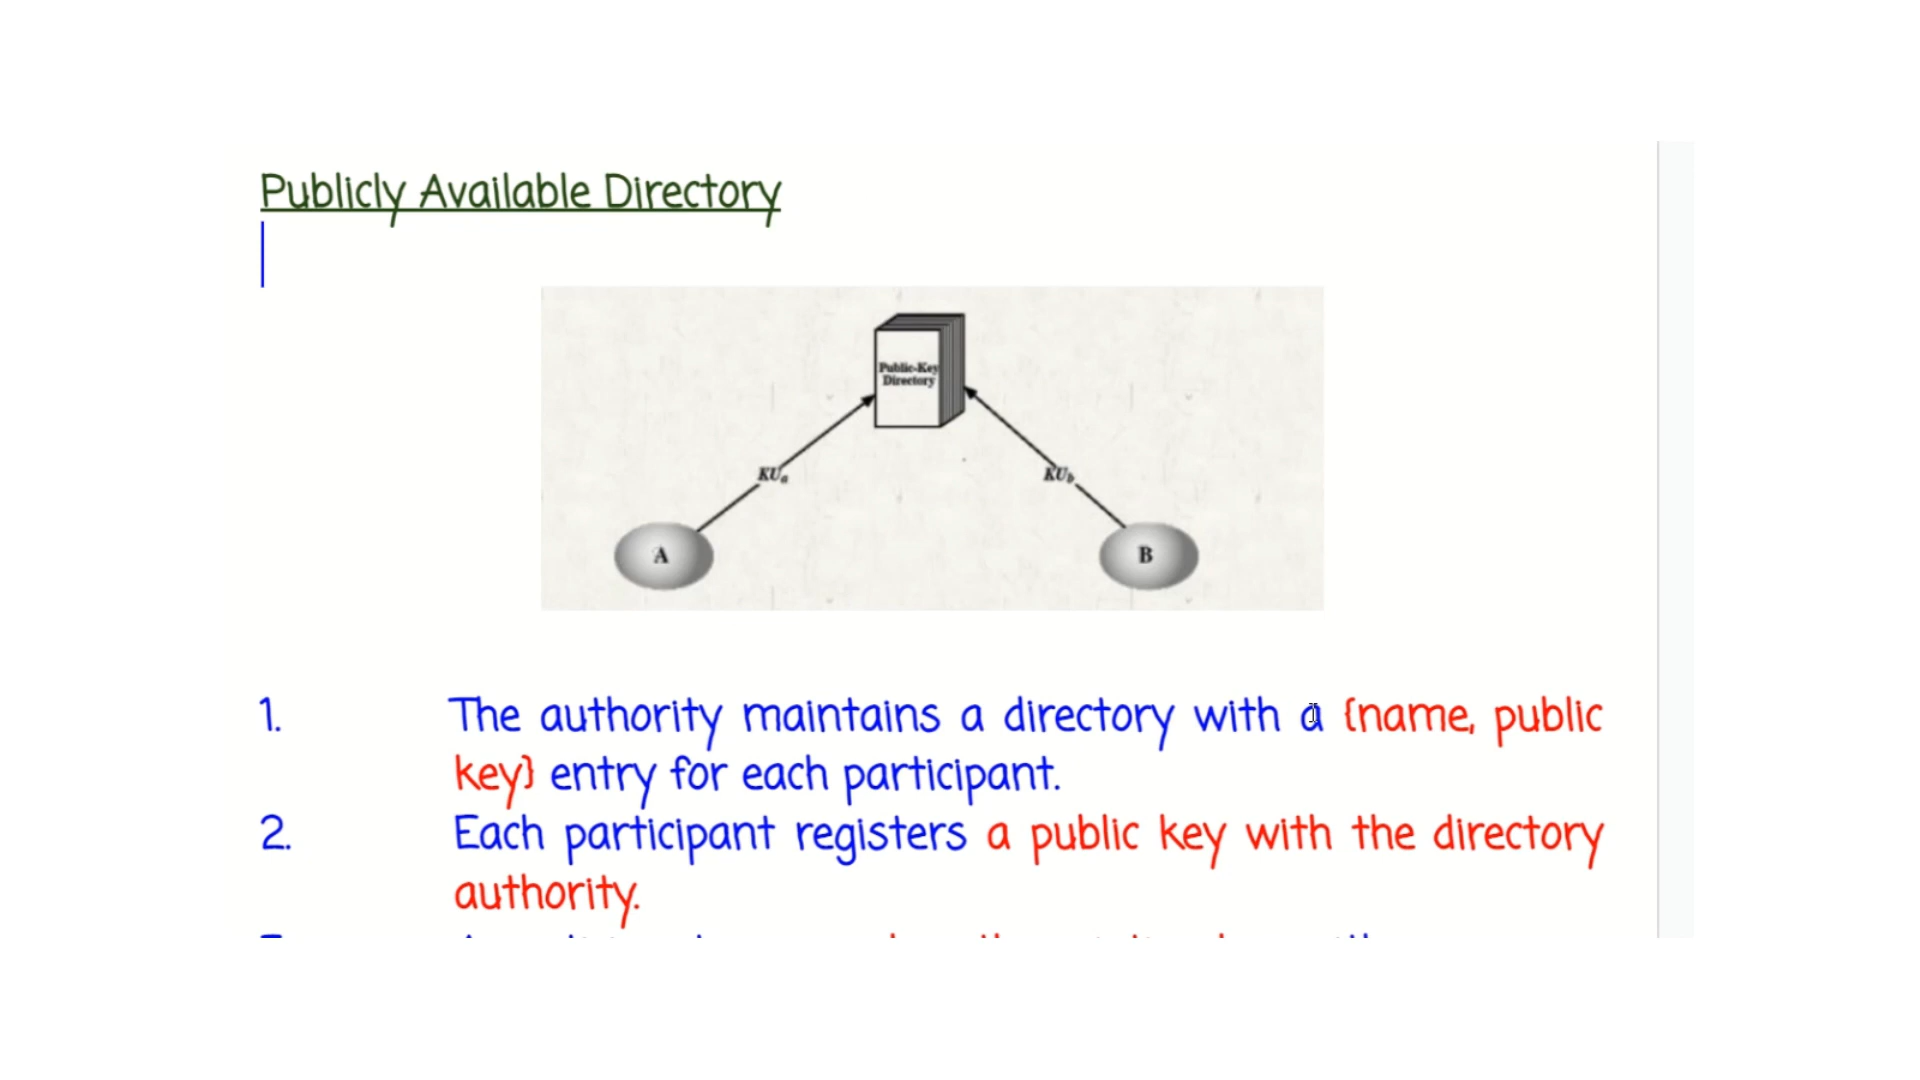 Publicly Available Directory
Public-Key
Directory
KUa
KUb
A
B
1. The authority maintains a directory with a {name, public
key} entry for each participant.
2. Each participant registers a public key with the directory
authority.